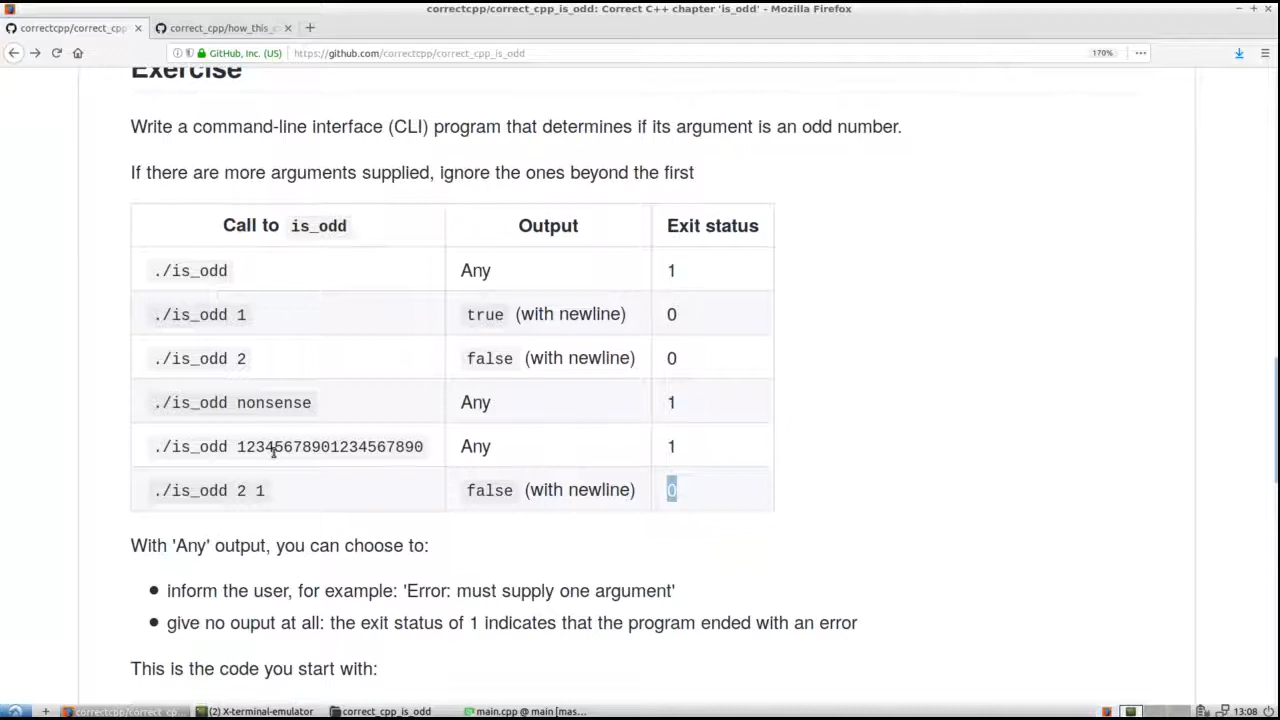 correctcpp/correct_cpp_is_odd: Correct C++ chapter 'is_odd' - Mozilla Firefox
correctcpp/correct_cpp
correct_cpp/how_this_c
GitHub, Inc. (US)
https://github.com/correctcpp/correct_cpp_is_odd
170%
Exercise
Write a command-line interface (CLI) program that determines if its argument is an odd number.
If there are more arguments supplied, ignore the ones beyond the first
Call to is_odd Output Exit status
./is_odd Any 1
./is_odd 1 true (with newline) 0
./is_odd 2 false (with newline) 0
./is_odd nonsense Any 1
./is_odd 12345678901234567890 Any 1
./is_odd 2 1 false (with newline) 0
With 'Any' output, you can choose to:
inform the user, for example: 'Error: must supply one argument'
give no ouput at all: the exit status of 1 indicates that the program ended with an error
This is the code you start with:
correctcpp/correct_cp...
(2) X-terminal-emulator
correct_cpp_is_odd
main.cpp @ main [mas...
13:08